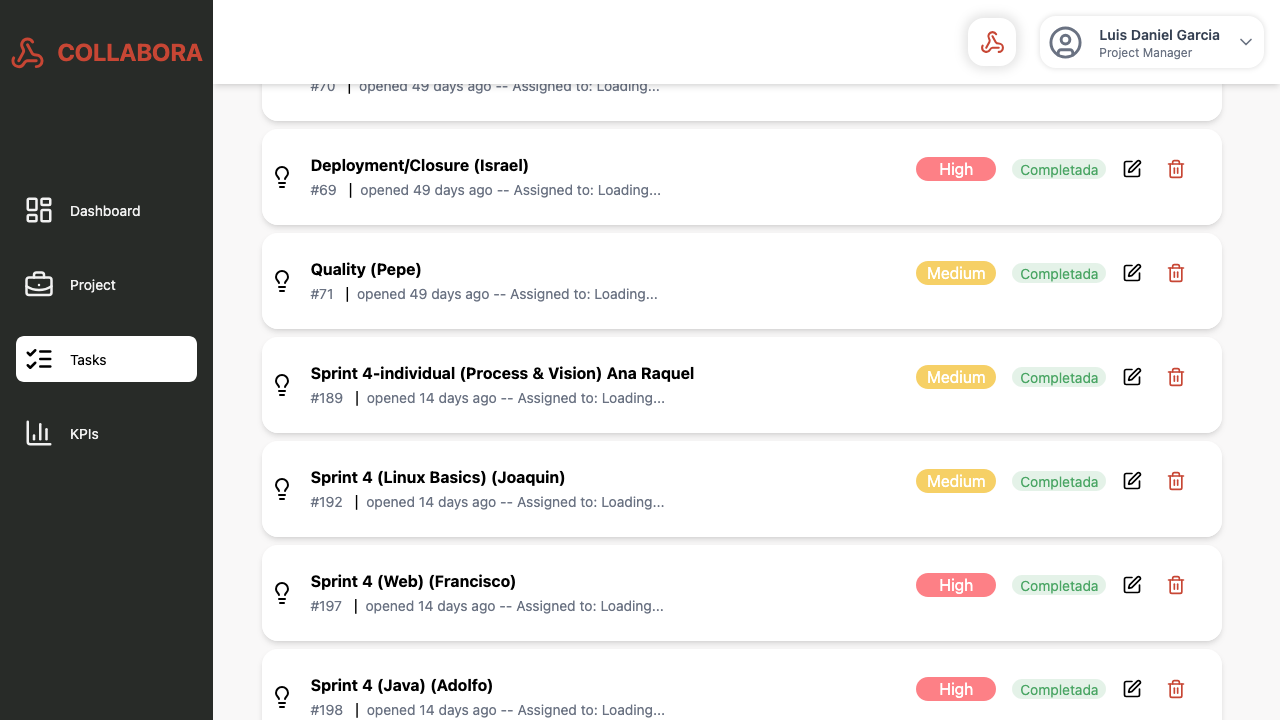 COLLABORA
Luis Daniel Garcia
Project Manager
Dashboard
Project
Tasks
KPIs
#70 | opened 49 days ago -- Assigned to: Loading...
Deployment/Closure (Israel)
High
Completada
#69 | opened 49 days ago -- Assigned to: Loading...
Quality (Pepe)
Medium
Completada
#71 | opened 49 days ago -- Assigned to: Loading...
Sprint 4-individual (Process & Vision) Ana Raquel
Medium
Completada
#189 | opened 14 days ago -- Assigned to: Loading...
Sprint 4 (Linux Basics) (Joaquin)
Medium
Completada
#192 | opened 14 days ago -- Assigned to: Loading...
Sprint 4 (Web) (Francisco)
High
Completada
#197 | opened 14 days ago -- Assigned to: Loading...
Sprint 4 (Java) (Adolfo)
High
Completada
#198 | opened 14 days ago -- Assigned to: Loading...